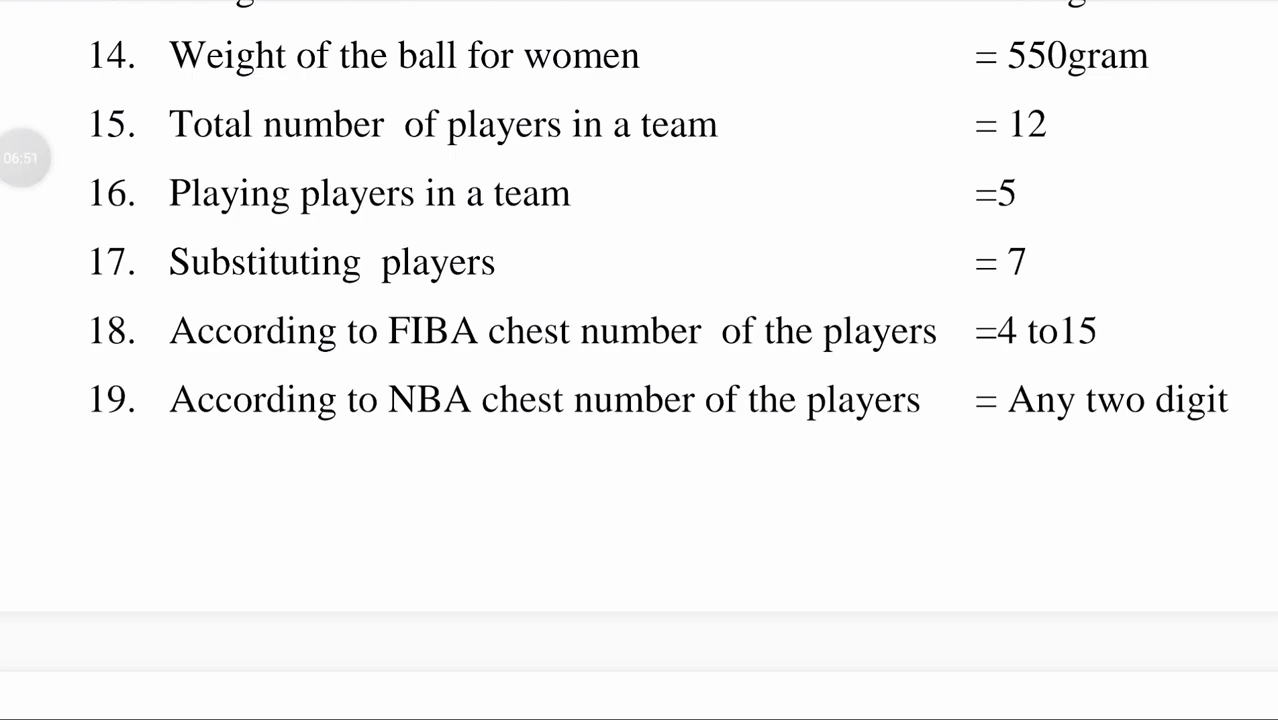 14. Weight of the ball for women = 550gram
15. Total number of players in a team = 12
06:51
16. Playing players in a team =5
17. Substituting players = 7
18. According to FIBA chest number of the players =4 to15
19. According to NBA chest number of the players = Any two digit